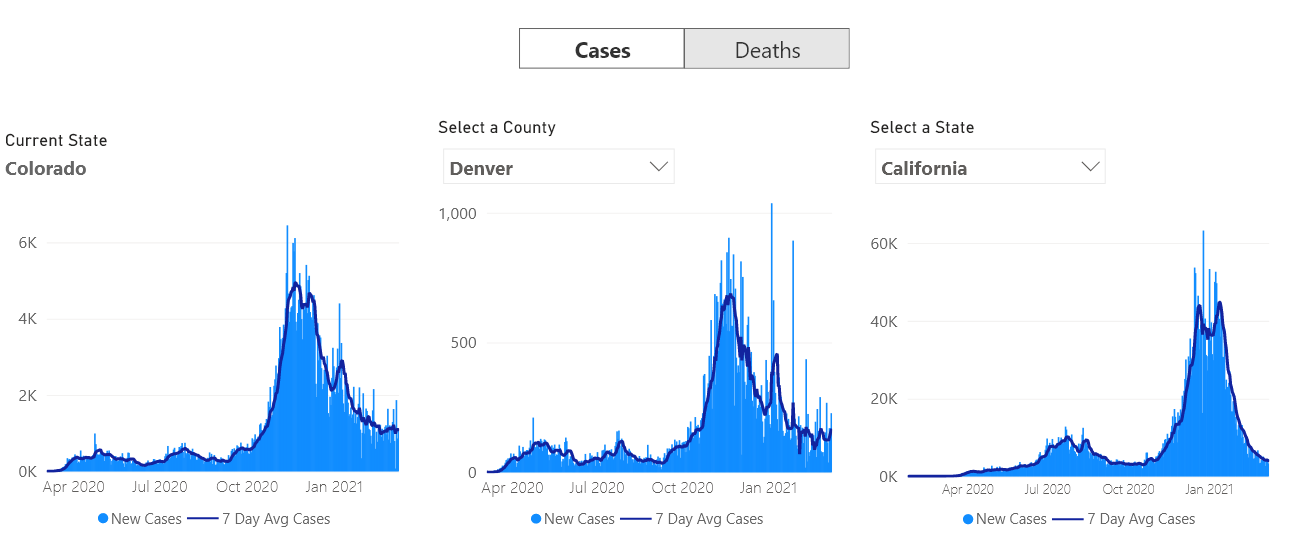 Cases Deaths
Current State
Colorado
6K
4K
2K
0K
Apr 2020 Jul 2020 Oct 2020 Jan 2021
New Cases 7 Day Avg Cases
Select a County
Denver
1,000
500
0
Apr 2020 Jul 2020 Oct 2020 Jan 2021
New Cases 7 Day Avg Cases
Select a State
California
60K
40K
20K
0K
Apr 2020 Jul 2020 Oct 2020 Jan 2021
New Cases 7 Day Avg Cases